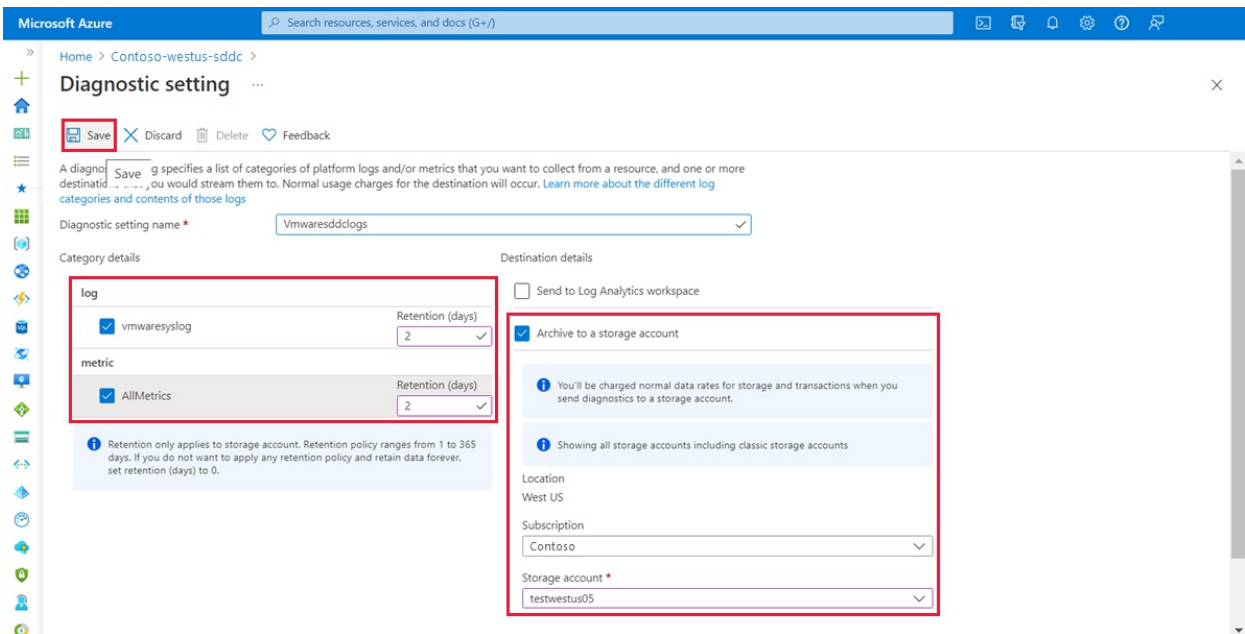 Microsoft Azure
Search resources, services, and docs (G+/)
Home > Contoso-westus-sddc >
Diagnostic setting ...
Save Discard Delete Feedback
A diagnos g specifies a list of categories of platform logs and/or metrics that you want to collect from a resource, and one or more
Save
destinati you would stream them to. Normal usage charges for the destination will occur. Learn more about the different log
categories and contents of those logs
Diagnostic setting name *
Vmwaresddclogs
Category details
log
vmwaresyslog
Retention (days)
2
metric
AllMetrics
Retention (days)
2
Retention only applies to storage account. Retention policy ranges from 1 to 365
days. If you do not want to apply any retention policy and retain data forever,
set retention (days) to 0.
Destination details
Send to Log Analytics workspace
Archive to a storage account
You'll be charged normal data rates for storage and transactions when you
send diagnostics to a storage account.
Showing all storage accounts including classic storage accounts
Location
West US
Subscription
Contoso
Storage account *
testwestus05